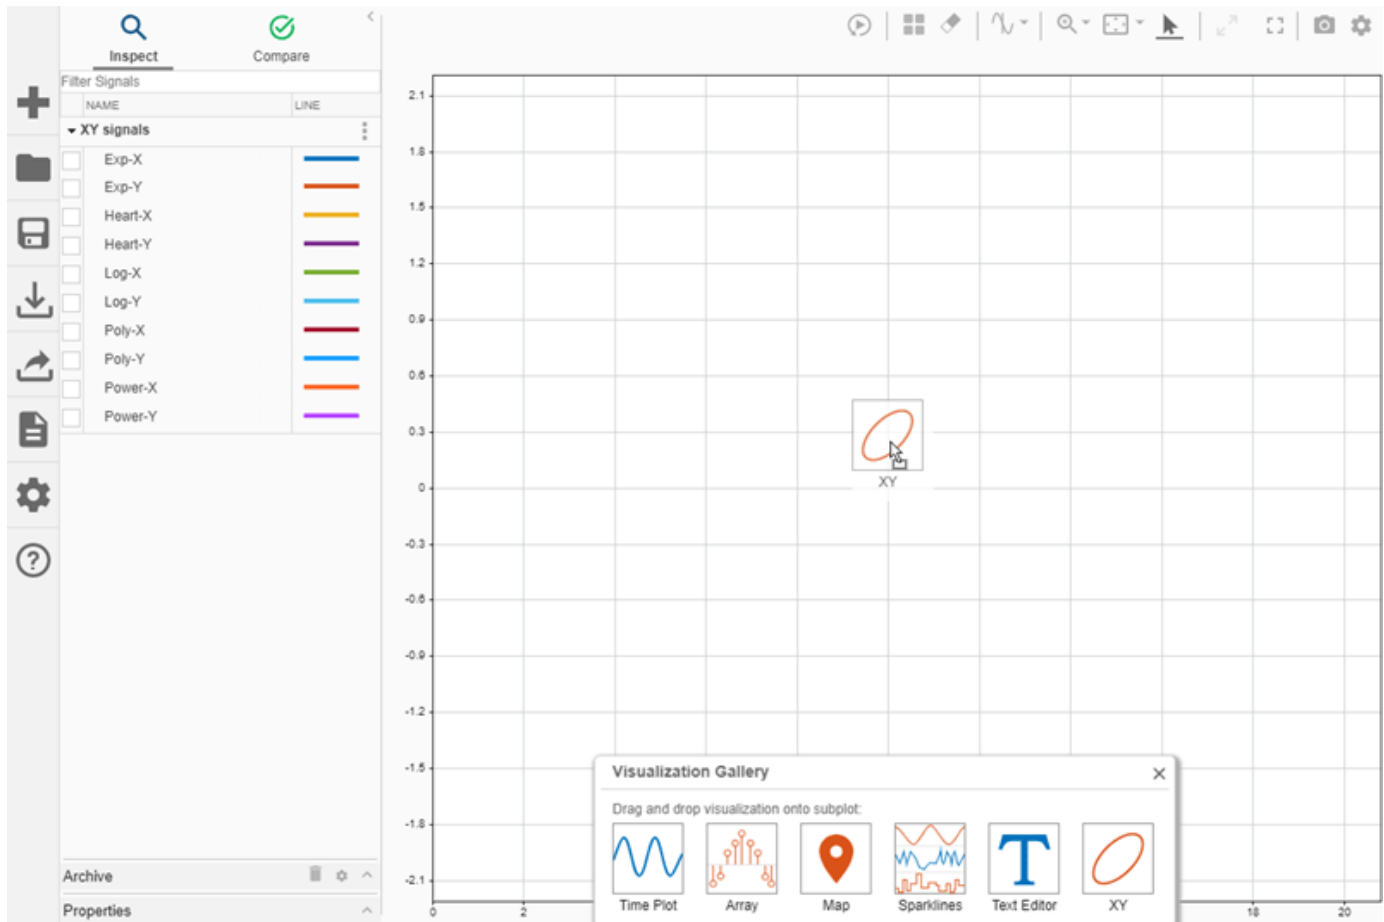 Inspect
Compare
Filter Signals
NAME
LINE
XY signals
Exp-X
Exp-Y
Heart-X
Heart-Y
Log-X
Log-Y
Poly-X
Poly-Y
Power-X
Power-Y
Archive
Properties
2.1
1.8
1.5
1.2
0.9
0.6
0.3
0
-0.3
-0.6
-0.9
-1.2
-1.5
-1.8
-2.1
0 2 18 20
XY
Visualization Gallery
Drag and drop visualization onto subplot:
Time Plot Array Map Sparklines Text Editor XY